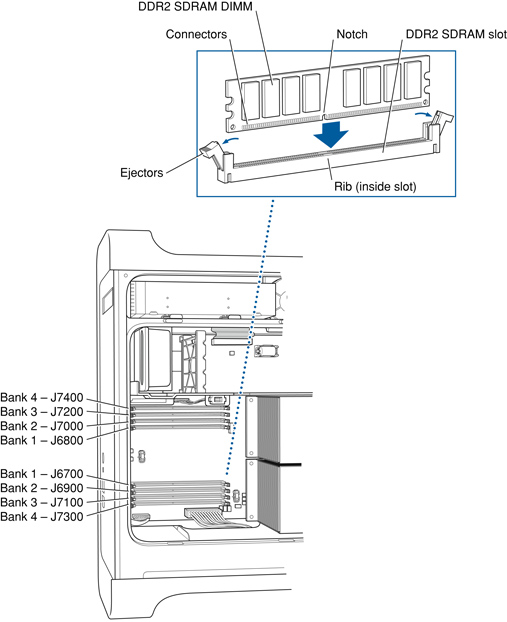 DDR2 SDRAM DIMM
Connectors
Notch
DDR2 SDRAM slot
Ejectors
Rib (inside slot)
Bank 4 – J7400
Bank 3 – J7200
Bank 2 – J7000
Bank 1 – J6800
Bank 1 – J6700
Bank 2 – J6900
Bank 3 – J7100
Bank 4 – J7300